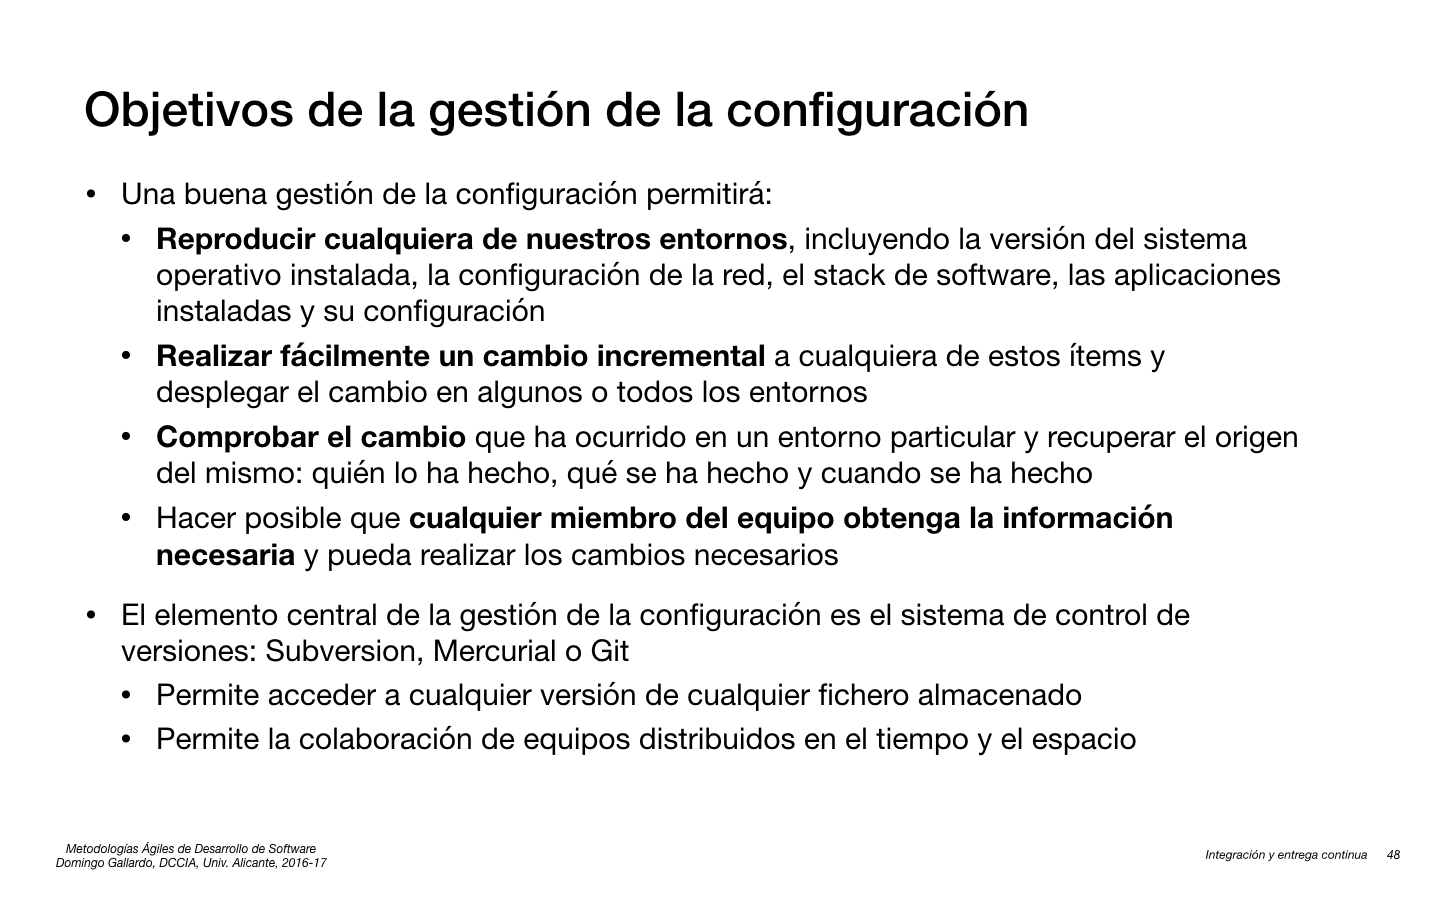 Objetivos de la gestión de la configuración
• Una buena gestión de la configuración permitirá:
• Reproducir cualquiera de nuestros entornos, incluyendo la versión del sistema
operativo instalada, la configuración de la red, el stack de software, las aplicaciones
instaladas y su configuración
• Realizar fácilmente un cambio incremental a cualquiera de estos ítems y
desplegar el cambio en algunos o todos los entornos
• Comprobar el cambio que ha ocurrido en un entorno particular y recuperar el origen
del mismo: quién lo ha hecho, qué se ha hecho y cuando se ha hecho
• Hacer posible que cualquier miembro del equipo obtenga la información
necesaria y pueda realizar los cambios necesarios
• El elemento central de la gestión de la configuración es el sistema de control de
versiones: Subversion, Mercurial o Git
• Permite acceder a cualquier versión de cualquier fichero almacenado
• Permite la colaboración de equipos distribuidos en el tiempo y el espacio
Metodologías Ágiles de Desarrollo de Software
Domingo Gallardo, DCCIA, Univ. Alicante, 2016-17
Integración y entrega continua 48